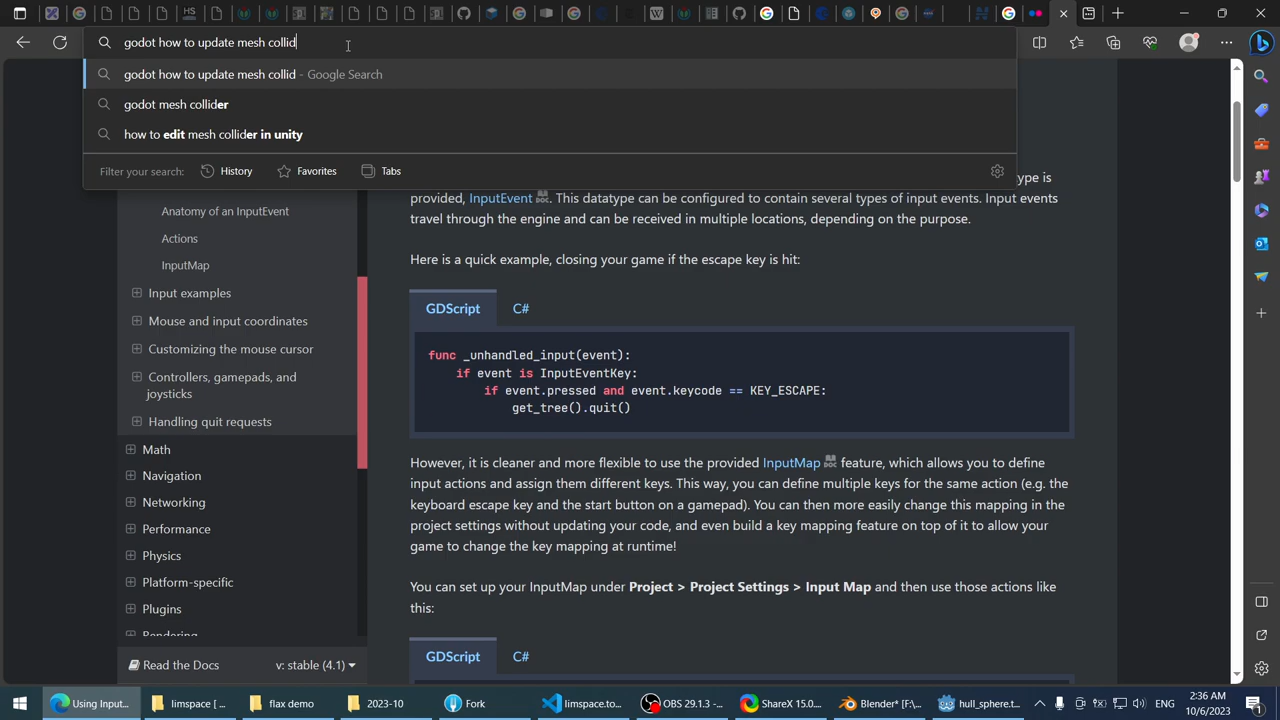 godot how to update mesh collid
godot how to update mesh collid - Google Search
godot mesh collider
how to edit mesh collider in unity
Filter your search: History Favorites Tabs
Anatomy of an InputEvent
Actions
InputMap
Input examples
Mouse and input coordinates
Customizing the mouse cursor
Controllers, gamepads, and
joysticks
Handling quit requests
Math
Navigation
Networking
Performance
Physics
Platform-specific
Plugins
Rendering
Read the Docs v: stable (4.1)
type is
provided, InputEvent. This datatype can be configured to contain several types of input events. Input events
travel through the engine and can be received in multiple locations, depending on the purpose.
Here is a quick example, closing your game if the escape key is hit:
GDScript C#
func _unhandled_input(event):
if event is InputEventKey:
if event.pressed and event.keycode == KEY_ESCAPE:
get_tree().quit()
However, it is cleaner and more flexible to use the provided InputMap feature, which allows you to define
input actions and assign them different keys. This way, you can define multiple keys for the same action (e.g. the
keyboard escape key and the start button on a gamepad). You can then more easily change this mapping in the
project settings without updating your code, and even build a key mapping feature on top of it to allow your
game to change the key mapping at runtime!
You can set up your InputMap under Project > Project Settings > Input Map and then use those actions like
this:
GDScript C#
Using Input... limspace [ ... flax demo 2023-10 Fork limspace.to... OBS 29.1.3 -... ShareX 15.0.... Blender* [F:... hull_sphere.t... 2:36 AM
10/6/2023